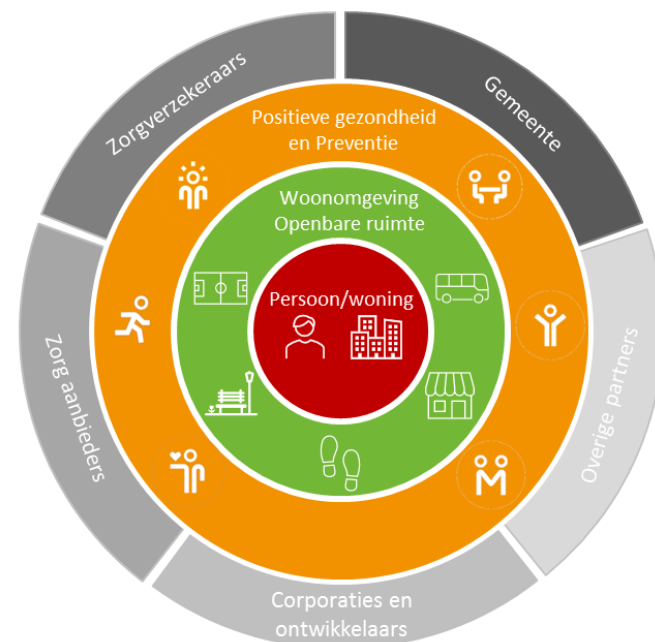 Zorgverzekeraars
Gemeente
Positieve gezondheid
en Preventie
Woonomgeving
Openbare ruimte
Persoon/woning
Zorg aanbieders
Overige partners
Corporaties en
ontwikkelaars